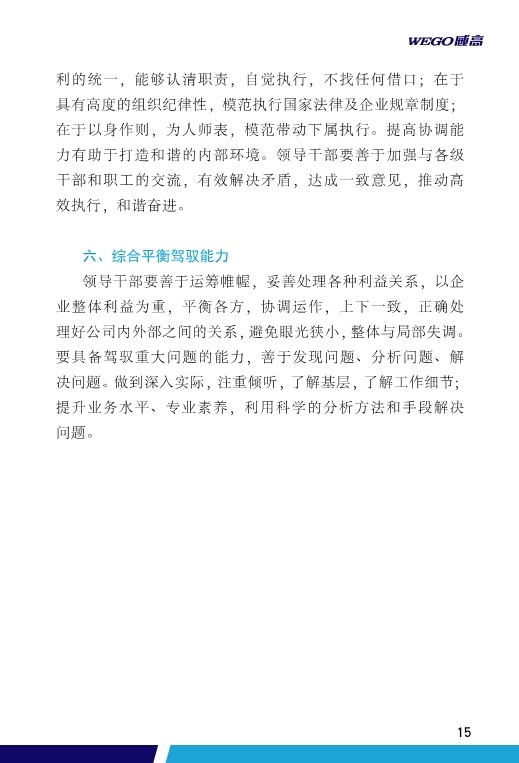 WEGO威高
利的统一，能够认清职责，自觉执行，不找任何借口；在于
具有高度的组织纪律性，模范执行国家法律及企业规章制度；
在于以身作则，为人师表，模范带动下属执行。提高协调能
力有助于打造和谐的内部环境。领导干部要善于加强与各级
干部和职工的交流，有效解决矛盾，达成一致意见，推动高
效执行，和谐奋进。
六、综合平衡驾驭能力
领导干部要善于运筹帷幄，妥善处理各种利益关系，以企
业整体利益为重，平衡各方，协调运作，上下一致，正确处
理好公司内外部之间的关系，避免眼光狭小，整体与局部失调。
要具备驾驭重大问题的能力，善于发现问题、分析问题、解
决问题。做到深入实际，注重倾听，了解基层，了解工作细节；
提升业务水平、专业素养，利用科学的分析方法和手段解决
问题。
15